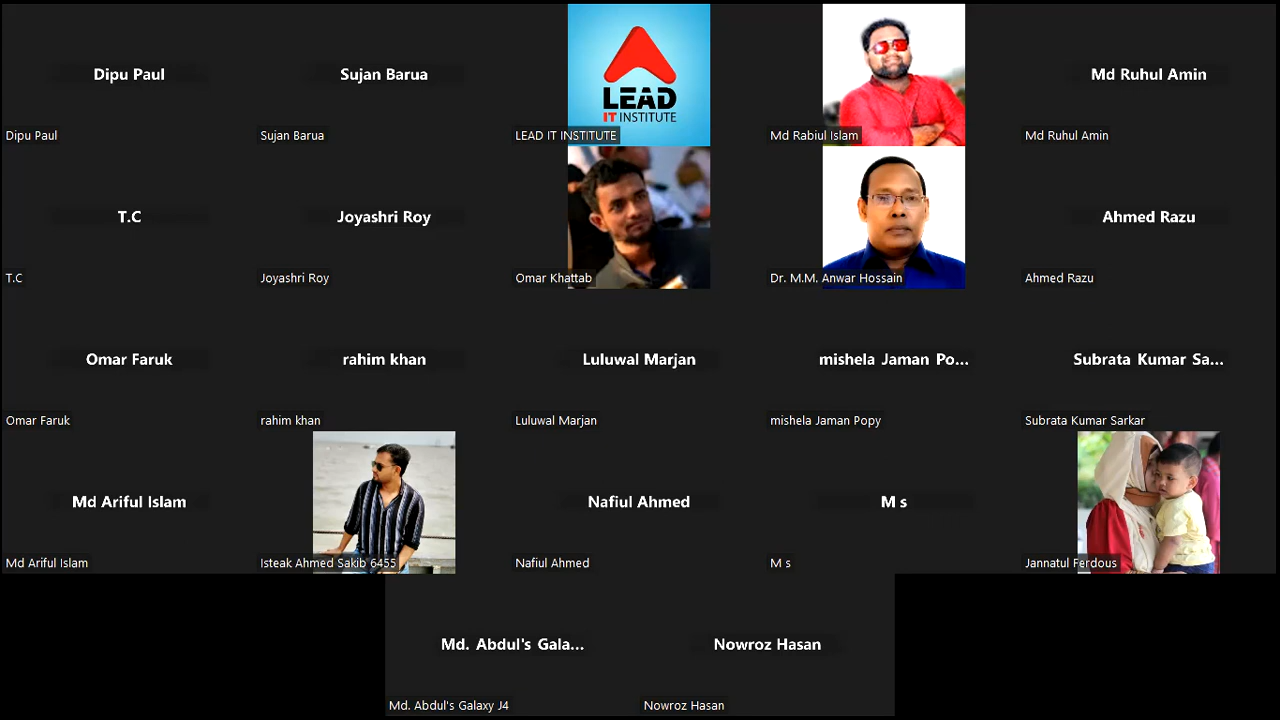 Dipu Paul
Dipu Paul
Sujan Barua
Sujan Barua
LEAD
IT INSTITUTE
LEAD IT INSTITUTE
Md Rabiul Islam
Md Ruhul Amin
Md Ruhul Amin
T.C
T.C
Joyashri Roy
Joyashri Roy
Omar Khattab
Dr. M.M. Anwar Hossain
Ahmed Razu
Ahmed Razu
Omar Faruk
Omar Faruk
rahim khan
rahim khan
Luluwal Marjan
Luluwal Marjan
mishela Jaman Po...
mishela Jaman Popy
Subrata Kumar Sa...
Subrata Kumar Sarkar
Md Ariful Islam
Md Ariful Islam
Isteak Ahmed Sakib 6455
Nafiul Ahmed
Nafiul Ahmed
M s
M s
Jannatul Ferdous
Md. Abdul's Gala...
Md. Abdul's Galaxy J4
Nowroz Hasan
Nowroz Hasan